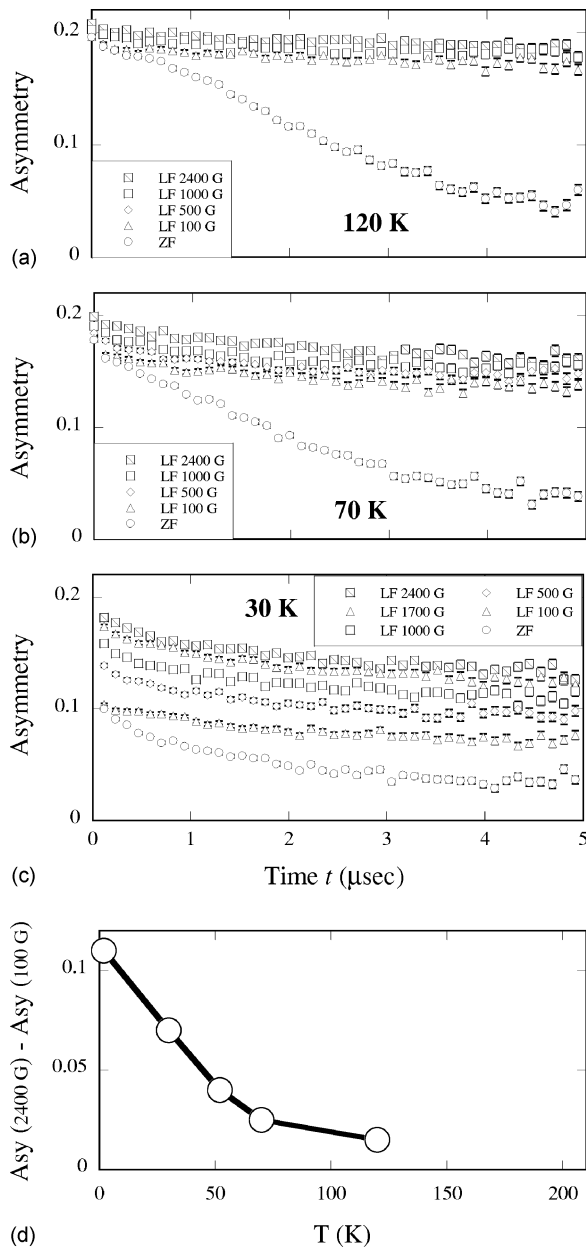 0.2
Asymmetry
0.1
LF 2400 G
LF 1000 G
LF 500 G
LF 100 G
ZF
120 K
0
(a)
0.2
Asymmetry
0.1
LF 2400 G
LF 1000 G
LF 500 G
LF 100 G
ZF
70 K
0
(b)
0.2
30 K
LF 2400 G
LF 500 G
LF 1700 G
LF 100 G
LF 1000 G
ZF
Asymmetry
0.1
0
0 1 2 3 4 5
(c)
Time t (μsec)
Asy (2400 G) - Asy (100 G)
0.1
0.05
0
0 50 100 150 200
(d)
T (K)